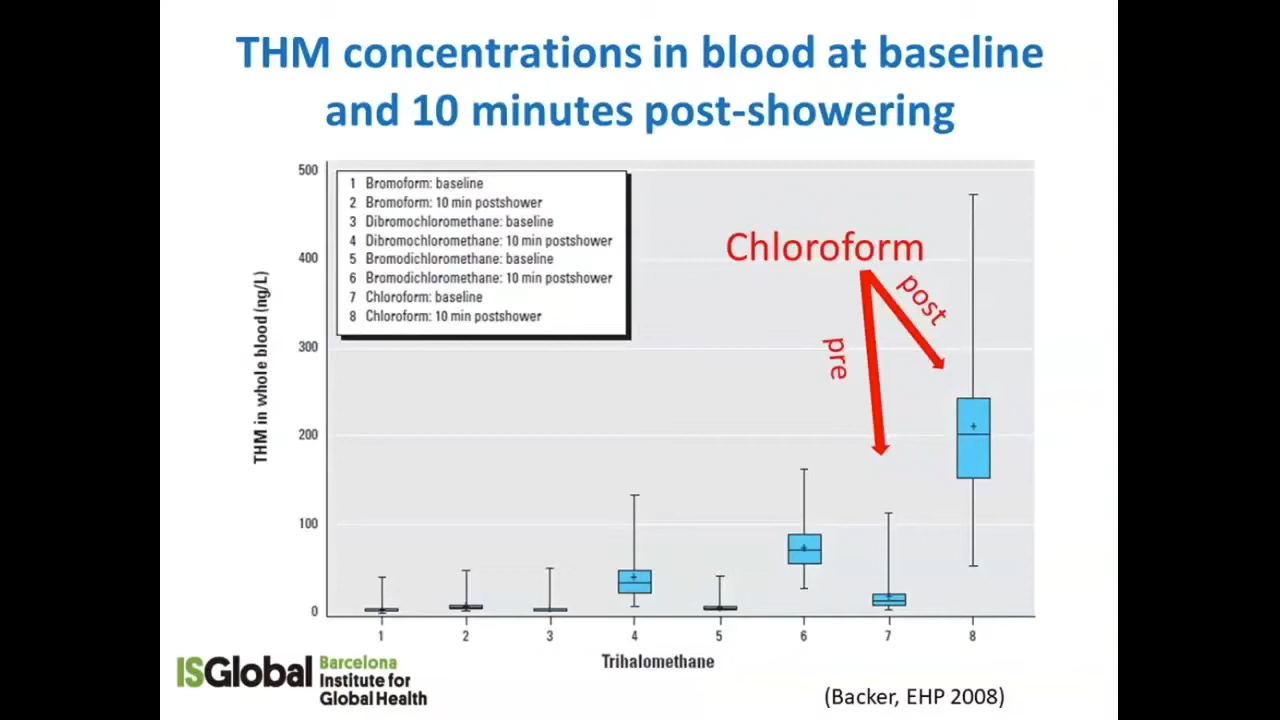 THM concentrations in blood at baseline
and 10 minutes post-showering
500
400
300
200
100
0
THM in whole blood (ng/L)
1 Bromoform: baseline
2 Bromoform: 10 min postshower
3 Dibromochloromethane: baseline
4 Dibromochloromethane: 10 min postshower
5 Bromodichloromethane: baseline
6 Bromodichloromethane: 10 min postshower
7 Chloroform: baseline
8 Chloroform: 10 min postshower
Chloroform
post
pre
1 2 3 4 5 6 7 8
Trihalomethane
ISGlobal
Barcelona
Institute for
Global Health
(Backer, EHP 2008)